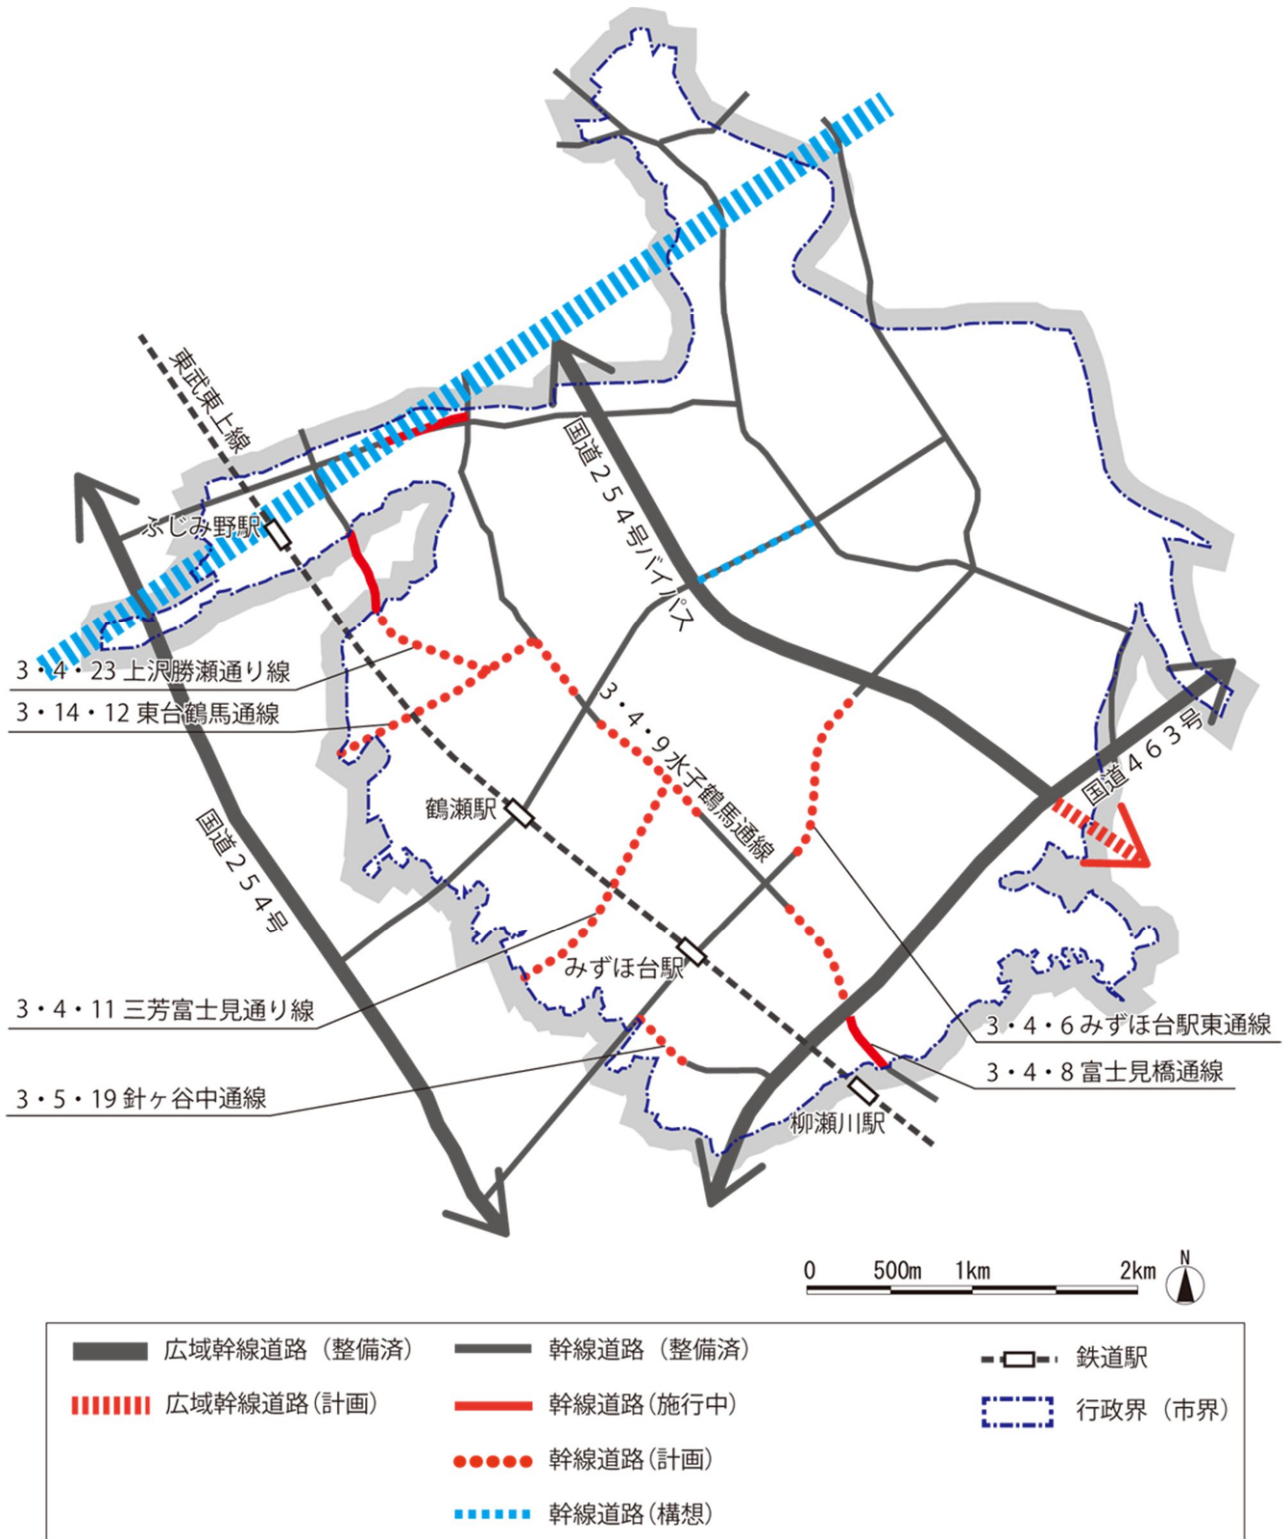 東武東上線
ふじみ野駅
国道２５４号バイパス
3・4・23 上沢勝瀬通り線
3・14・12 東台鶴馬通線
3・4・9 水子鶴馬通線
国道４６３号
鶴瀬駅
国道２５４号
みずほ台駅
3・4・11 三芳富士見通り線
3・4・6 みずほ台駅東通線
3・4・8 富士見橋通線
3・5・19 針ヶ谷中通線
柳瀬川駅
0 500m 1km 2km
N
広域幹線道路（整備済） 幹線道路（整備済） 鉄道駅
広域幹線道路（計画） 幹線道路（施行中） 行政界（市界）
幹線道路（計画）
幹線道路（構想）